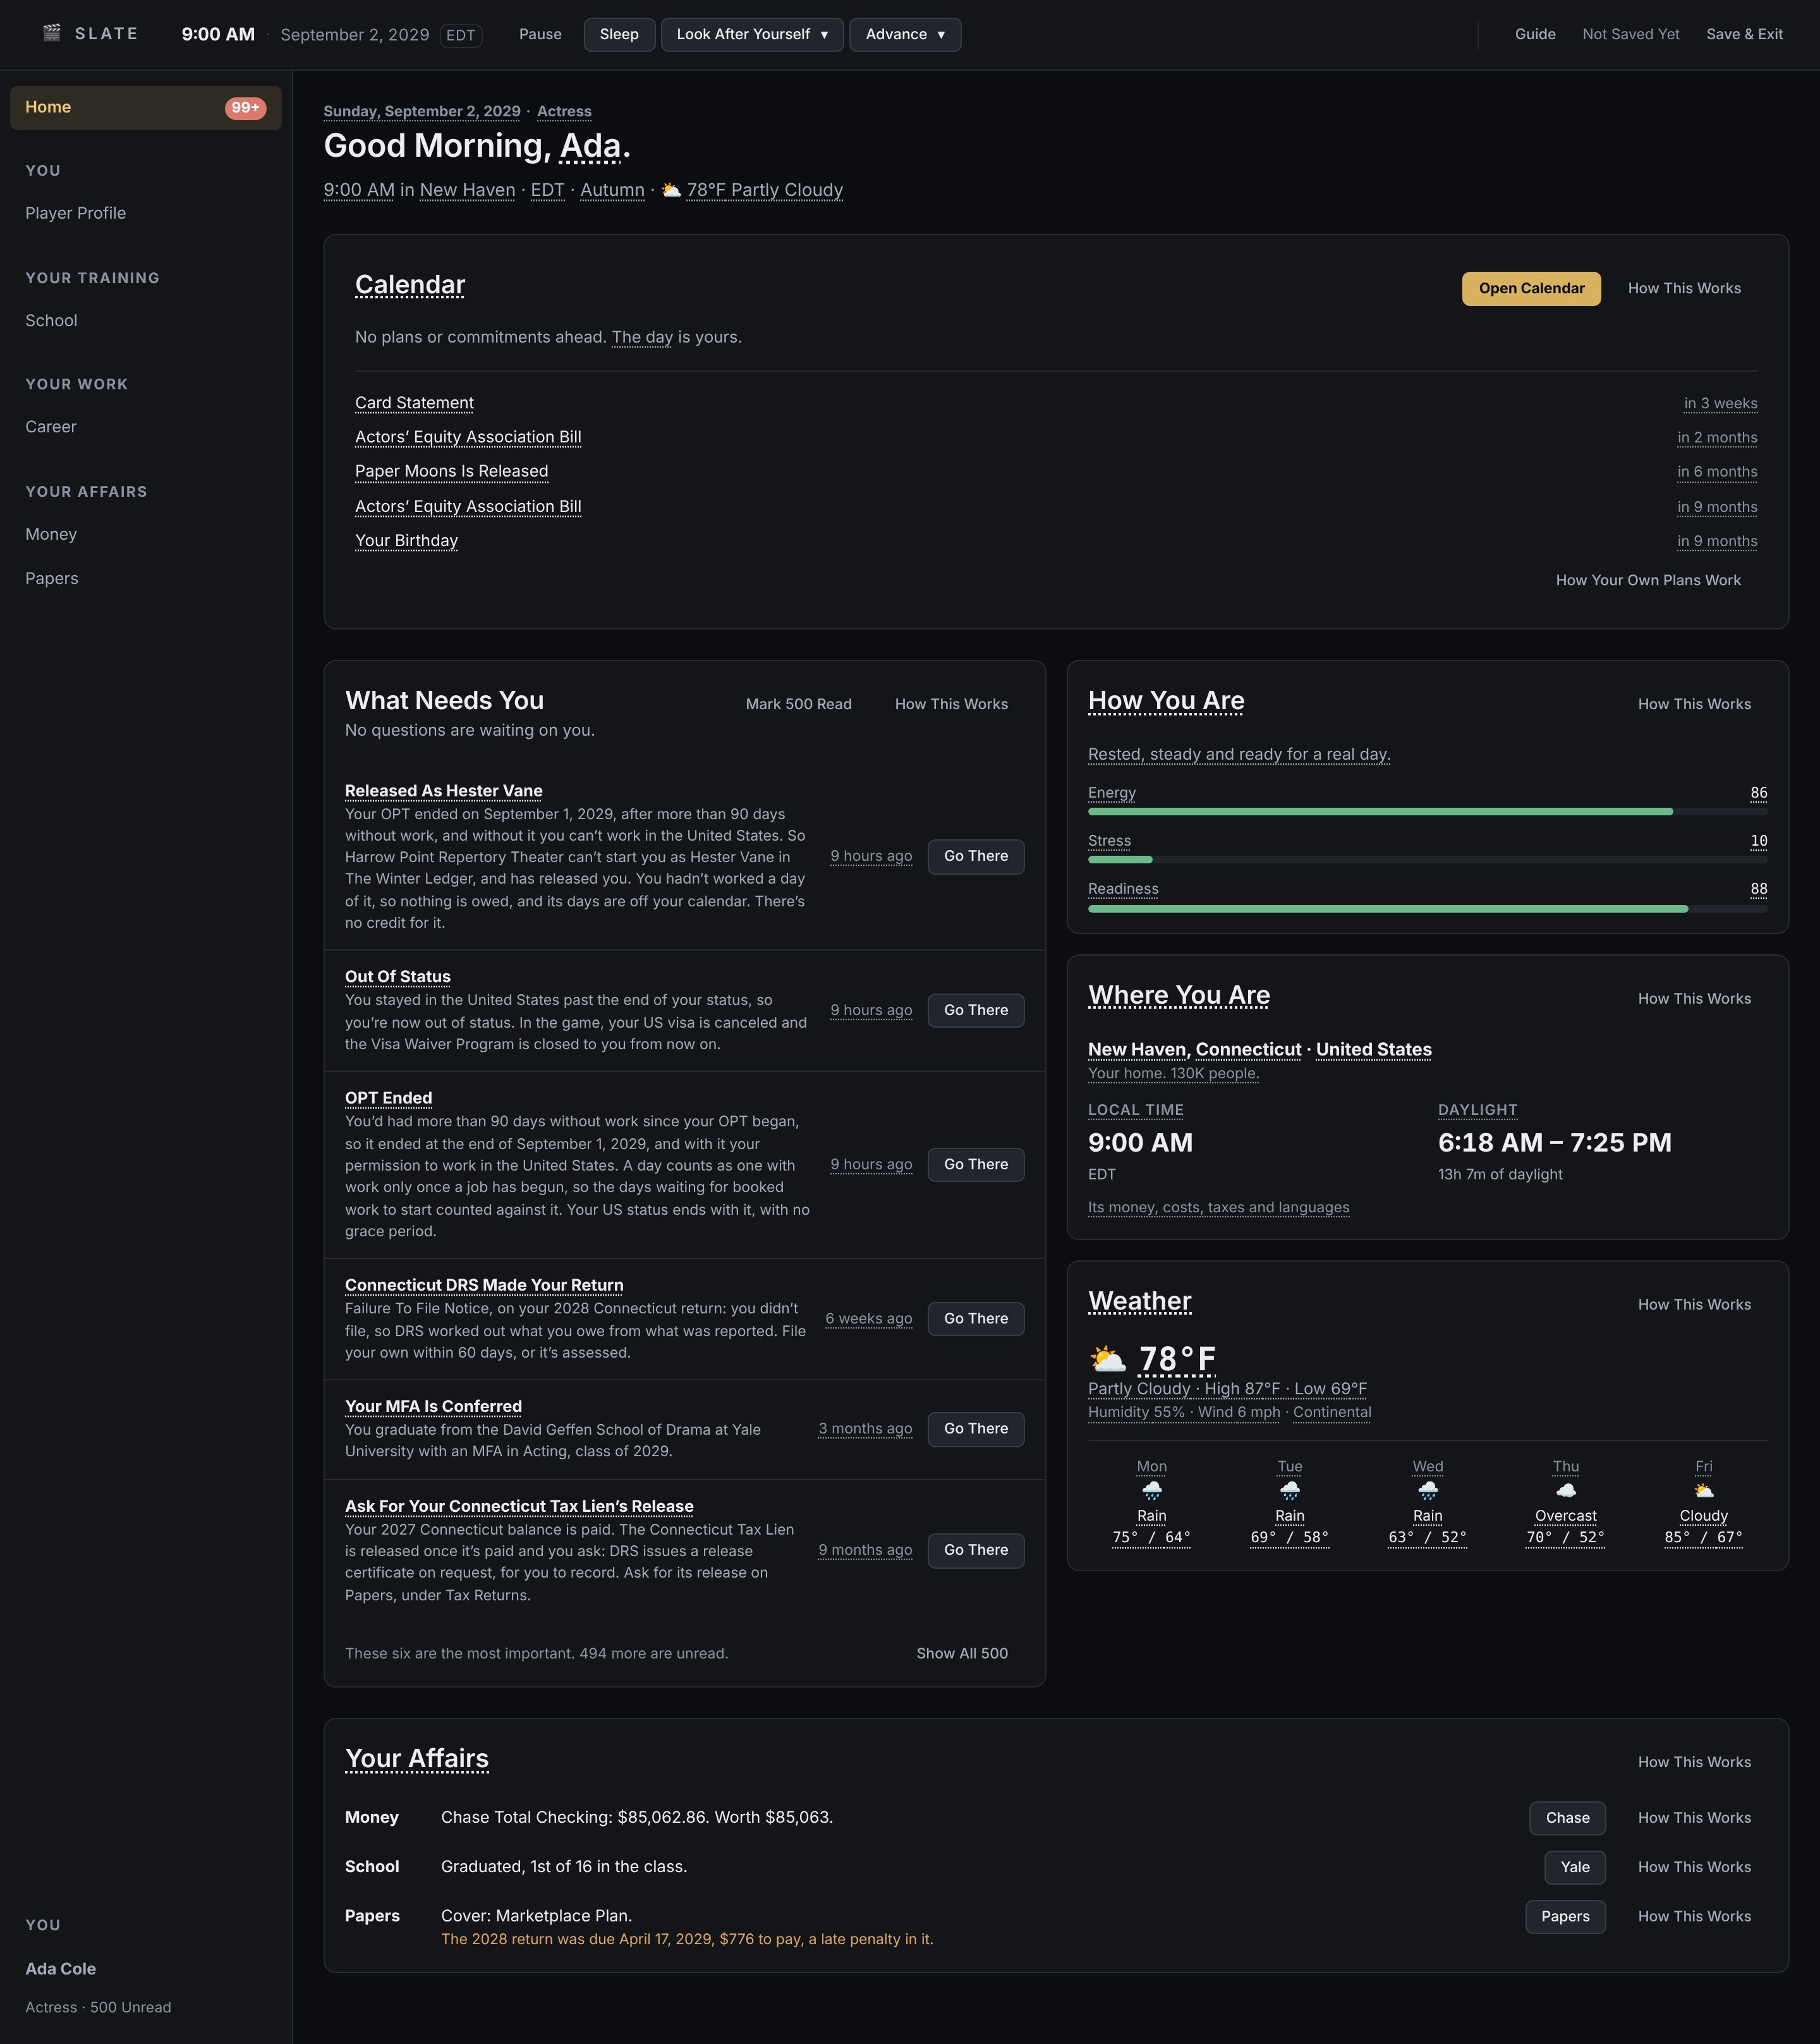 🎬 SLATE
9:00 AM · September 2, 2029 EDT
Pause
Sleep
Look After Yourself ▾
Advance ▾
Guide
Not Saved Yet
Save & Exit
Home
99+
YOU
Player Profile
YOUR TRAINING
School
YOUR WORK
Career
YOUR AFFAIRS
Money
Papers
YOU
Ada Cole
Actress · 500 Unread
Sunday, September 2, 2029 · Actress
Good Morning, Ada.
9:00 AM in New Haven · EDT · Autumn · ⛅ 78°F Partly Cloudy
Calendar
Open Calendar
How This Works
No plans or commitments ahead. The day is yours.
Card Statement in 3 weeks
Actors’ Equity Association Bill in 2 months
Paper Moons Is Released in 6 months
Actors’ Equity Association Bill in 9 months
Your Birthday in 9 months
How Your Own Plans Work
What Needs You
Mark 500 Read
How This Works
No questions are waiting on you.
Released As Hester Vane
Your OPT ended on September 1, 2029, after more than 90 days
without work, and without it you can’t work in the United States. So
Harrow Point Repertory Theater can’t start you as Hester Vane in
The Winter Ledger, and has released you. You hadn’t worked a day
of it, so nothing is owed, and its days are off your calendar. There’s
no credit for it.
9 hours ago
Go There
Out Of Status
You stayed in the United States past the end of your status, so
you’re now out of status. In the game, your US visa is canceled and
the Visa Waiver Program is closed to you from now on.
9 hours ago
Go There
OPT Ended
You’d had more than 90 days without work since your OPT began,
so it ended at the end of September 1, 2029, and with it your
permission to work in the United States. A day counts as one with
work only once a job has begun, so the days waiting for booked
work to start counted against it. Your US status ends with it, with no
grace period.
9 hours ago
Go There
Connecticut DRS Made Your Return
Failure To File Notice, on your 2028 Connecticut return: you didn’t
file, so DRS worked out what you owe from what was reported. File
your own within 60 days, or it’s assessed.
6 weeks ago
Go There
Your MFA Is Conferred
You graduate from the David Geffen School of Drama at Yale
University with an MFA in Acting, class of 2029.
3 months ago
Go There
Ask For Your Connecticut Tax Lien’s Release
Your 2027 Connecticut balance is paid. The Connecticut Tax Lien
is released once it’s paid and you ask: DRS issues a release
certificate on request, for you to record. Ask for its release on
Papers, under Tax Returns.
9 months ago
Go There
These six are the most important. 494 more are unread.
Show All 500
How You Are
How This Works
Rested, steady and ready for a real day.
Energy 86
Stress 10
Readiness 88
Where You Are
How This Works
New Haven, Connecticut · United States
Your home. 130K people.
LOCAL TIME
9:00 AM
EDT
DAYLIGHT
6:18 AM – 7:25 PM
13h 7m of daylight
Its money, costs, taxes and languages
Weather
How This Works
⛅ 78°F
Partly Cloudy · High 87°F · Low 69°F
Humidity 55% · Wind 6 mph · Continental
Mon Tue Wed Thu Fri
Rain Rain Rain Overcast Cloudy
75° / 64° 69° / 58° 63° / 52° 70° / 52° 85° / 67°
Your Affairs
How This Works
Money Chase Total Checking: $85,062.86. Worth $85,063. Chase How This Works
School Graduated, 1st of 16 in the class. Yale How This Works
Papers Cover: Marketplace Plan. Papers How This Works
The 2028 return was due April 17, 2029, $776 to pay, a late penalty in it.